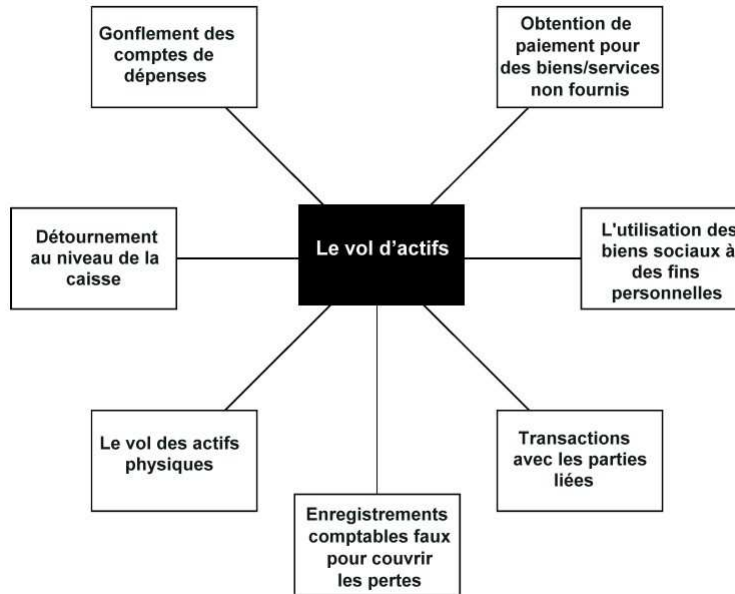 Gonflement des
comptes de
dépenses
Obtention de
paiement pour
des biens/services
non fournis
Détournement
au niveau de la
caisse
Le vol d'actifs
L'utilisation des
biens sociaux à
des fins
personnelles
Le vol des actifs
physiques
Enregistrements
comptables faux
pour couvrir
les pertes
Transactions
avec les parties
liées